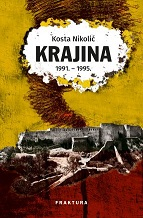 Kosta Nikolić
KRAJINA
1991. – 1995.
FRAKTURA